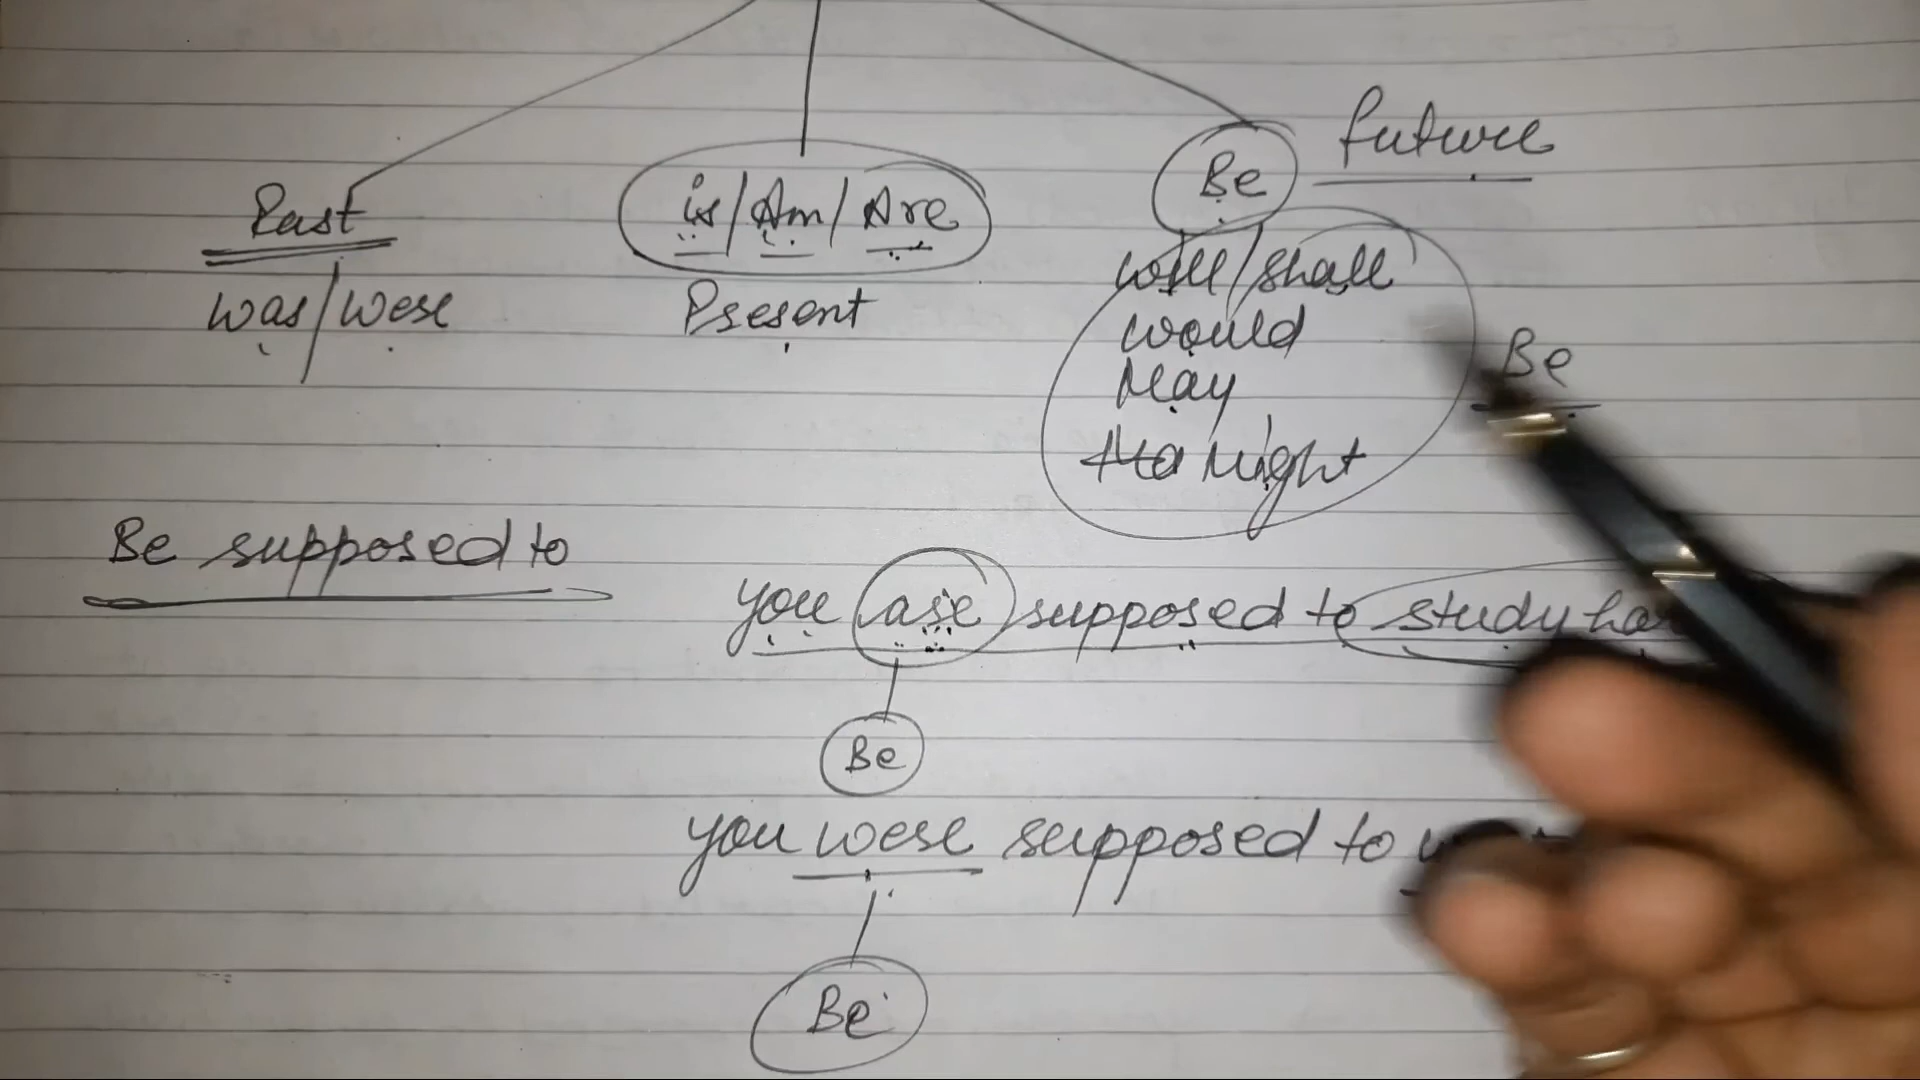 future
Be
Past
is/Am/Are
will/shall
was/were
Present
would
Be
May
Might
Be supposed to
you are supposed to study
Be
you were supposed to
Be